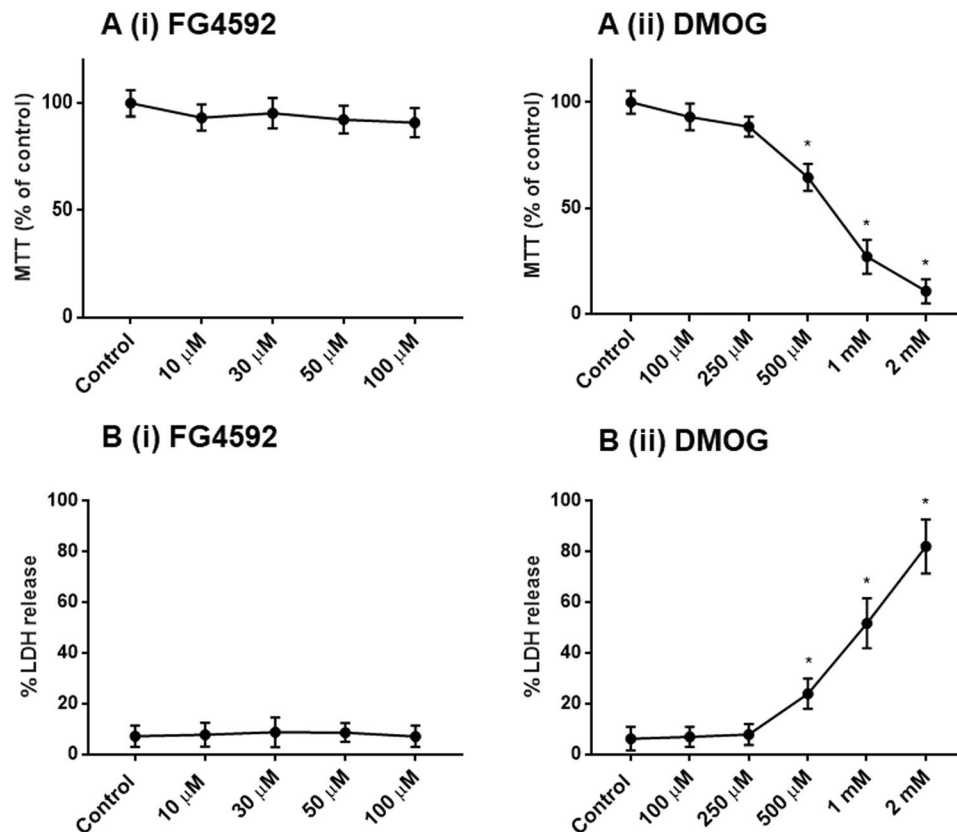 A (i) FG4592
A (ii) DMOG
MTT (% of control)
100
50
0
Control
10 μM
30 μM
50 μM
100 μM
MTT (% of control)
100
50
0
*
*
*
Control
100 μM
250 μM
500 μM
1 mM
2 mM
B (i) FG4592
B (ii) DMOG
% LDH release
100
80
60
40
20
0
Control
10 μM
30 μM
50 μM
100 μM
% LDH release
100
80
60
40
20
0
*
*
*
Control
100 μM
250 μM
500 μM
1 mM
2 mM